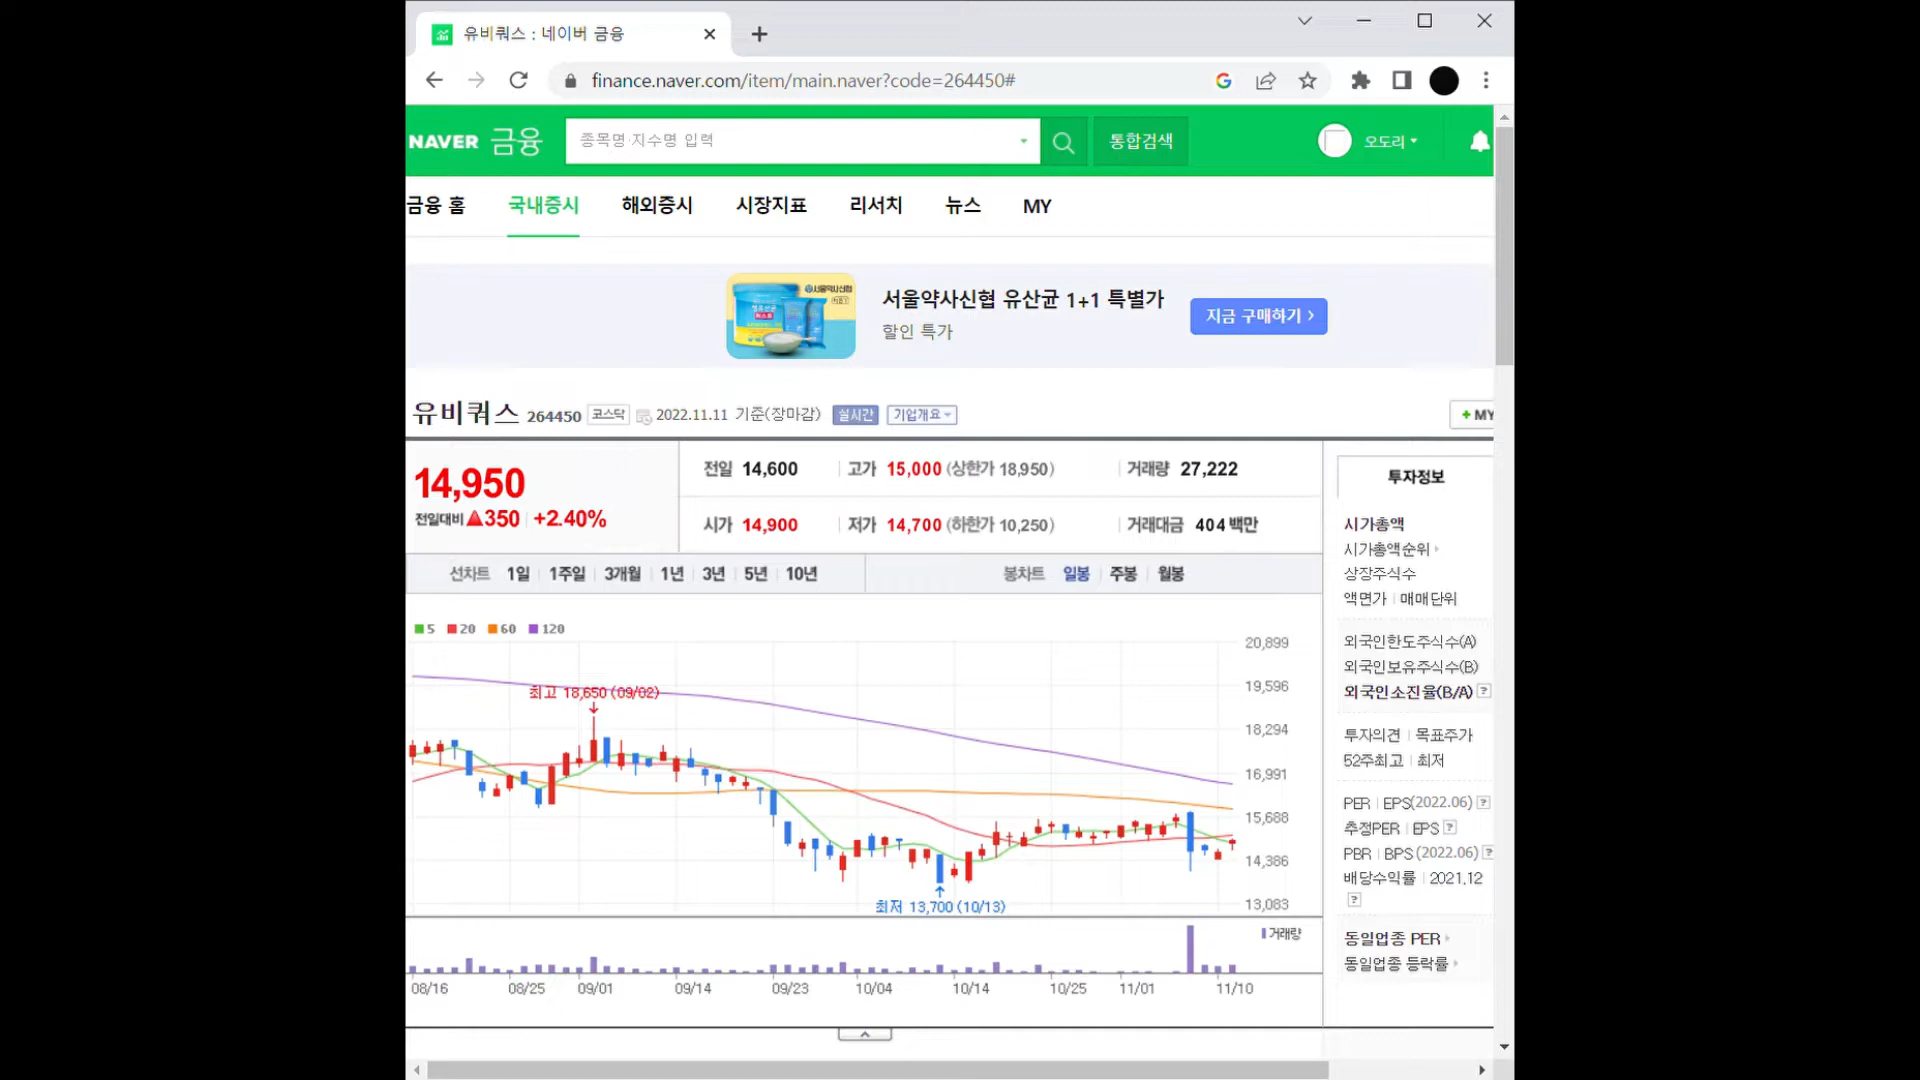 유비쿼스 : 네이버 금융
finance.naver.com/item/main.naver?code=264450#
NAVER 금융 종목명·지수명 입력 통합검색 오도리
금융 홈 국내증시 해외증시 시장지표 리서치 뉴스 MY
서울약사신협 유산균 1+1 특별가
할인 특가
지금 구매하기 ›
유비쿼스 264450 코스닥 2022.11.11 기준(장마감) 실시간 기업개요
+ MY
14,950
전일대비 ▲350 +2.40%
전일 14,600 고가 15,000 (상한가 18,950) 거래량 27,222
시가 14,900 저가 14,700 (하한가 10,250) 거래대금 404 백만
선차트 1일 1주일 3개월 1년 3년 5년 10년 봉차트 일봉 주봉 월봉
5 20 60 120
최고 18,650 (09/02)
최저 13,700 (10/13)
20,899
19,596
18,294
16,991
15,688
14,386
13,083
거래량
08/16 08/25 09/01 09/14 09/23 10/04 10/14 10/25 11/01 11/10
투자정보
시가총액
시가총액순위
상장주식수
액면가 | 매매단위
외국인한도주식수(A)
외국인보유주식수(B)
외국인소진율(B/A) ?
투자의견 | 목표주가
52주최고 | 최저
PER | EPS(2022.06) ?
추정PER | EPS ?
PBR | BPS (2022.06) ?
배당수익률 | 2021.12
?
동일업종 PER
동일업종 등락률